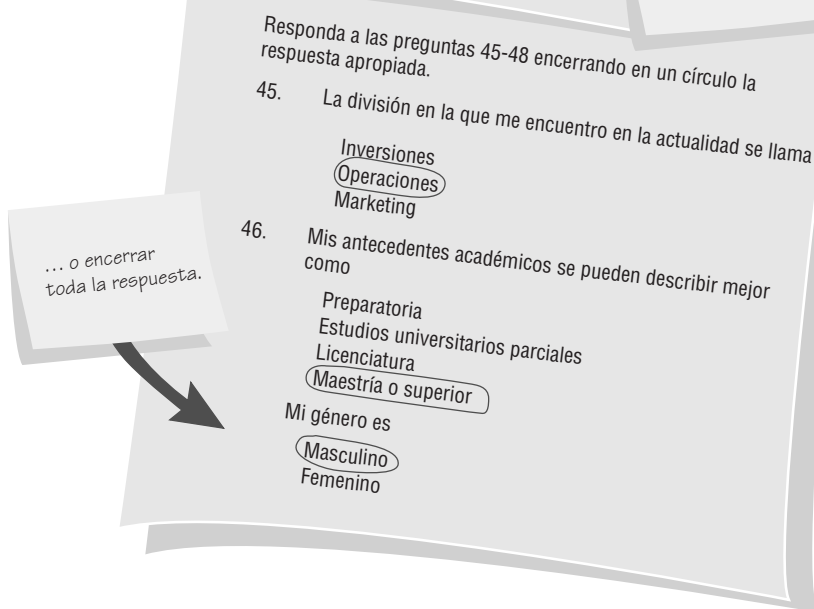 Responda a las preguntas 45-48 encerrando en un círculo la
respuesta apropiada.
45. La división en la que me encuentro en la actualidad se llama
Inversiones
Operaciones
Marketing
46. Mis antecedentes académicos se pueden describir mejor
como
Preparatoria
Estudios universitarios parciales
Licenciatura
Maestría o superior
Mi género es
Masculino
Femenino
... o encerrar
toda la respuesta.